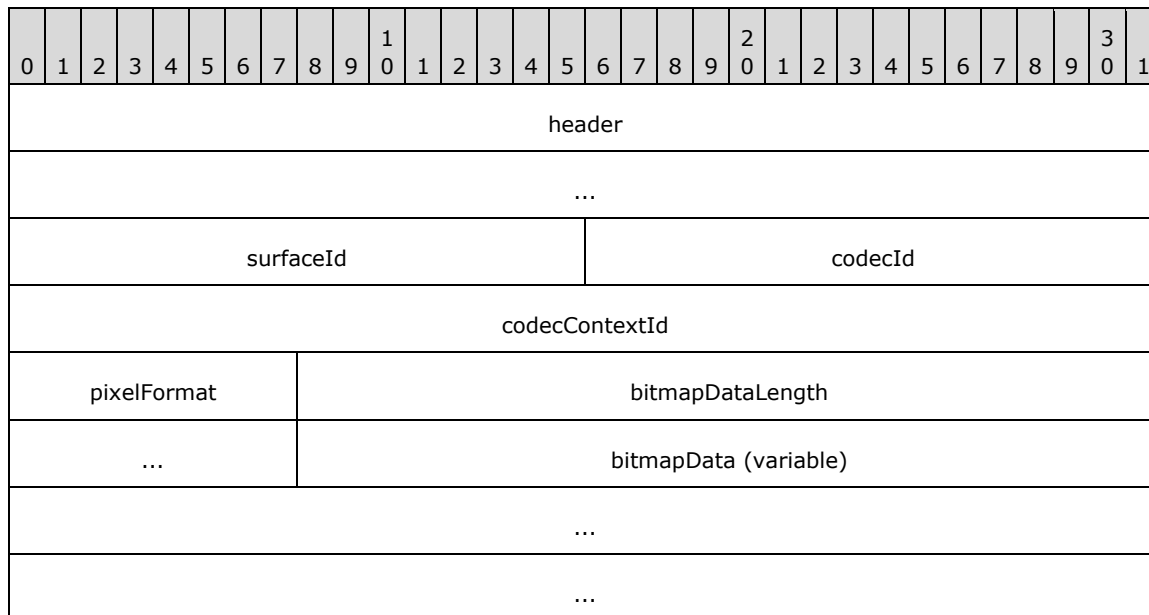 1 2 3
0 1 2 3 4 5 6 7 8 9 0 1 2 3 4 5 6 7 8 9 0 1 2 3 4 5 6 7 8 9 0 1
header
...
surfaceId codecId
codecContextId
pixelFormat bitmapDataLength
... bitmapData (variable)
...
...